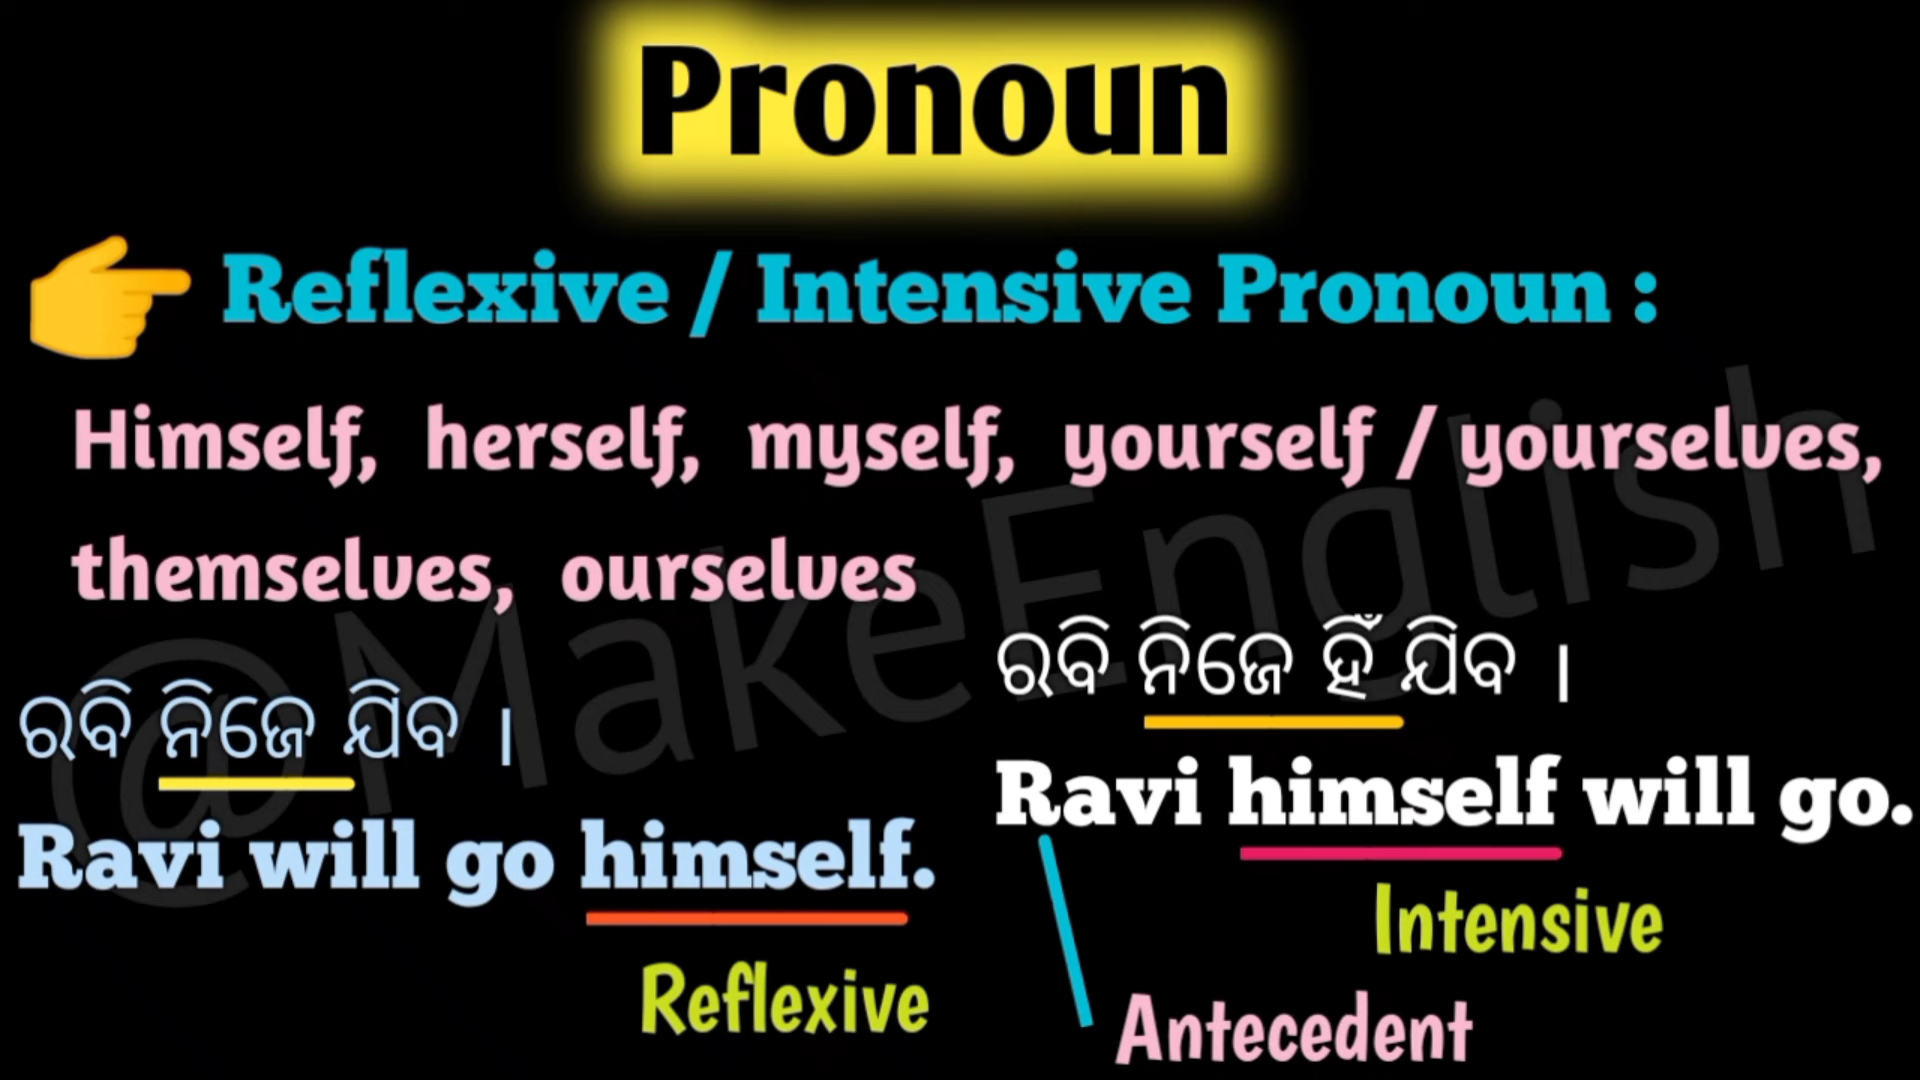 Pronoun
Reflexive / Intensive Pronoun :
Himself, herself, myself, yourself / yourselves,
themselves, ourselves
ରବି ନିଜେ ଯିବ ।
Ravi will go himself.
Reflexive
ରବି ନିଜେ ହିଁ ଯିବ ।
Ravi himself will go.
Intensive
Antecedent
@MakeEnglish